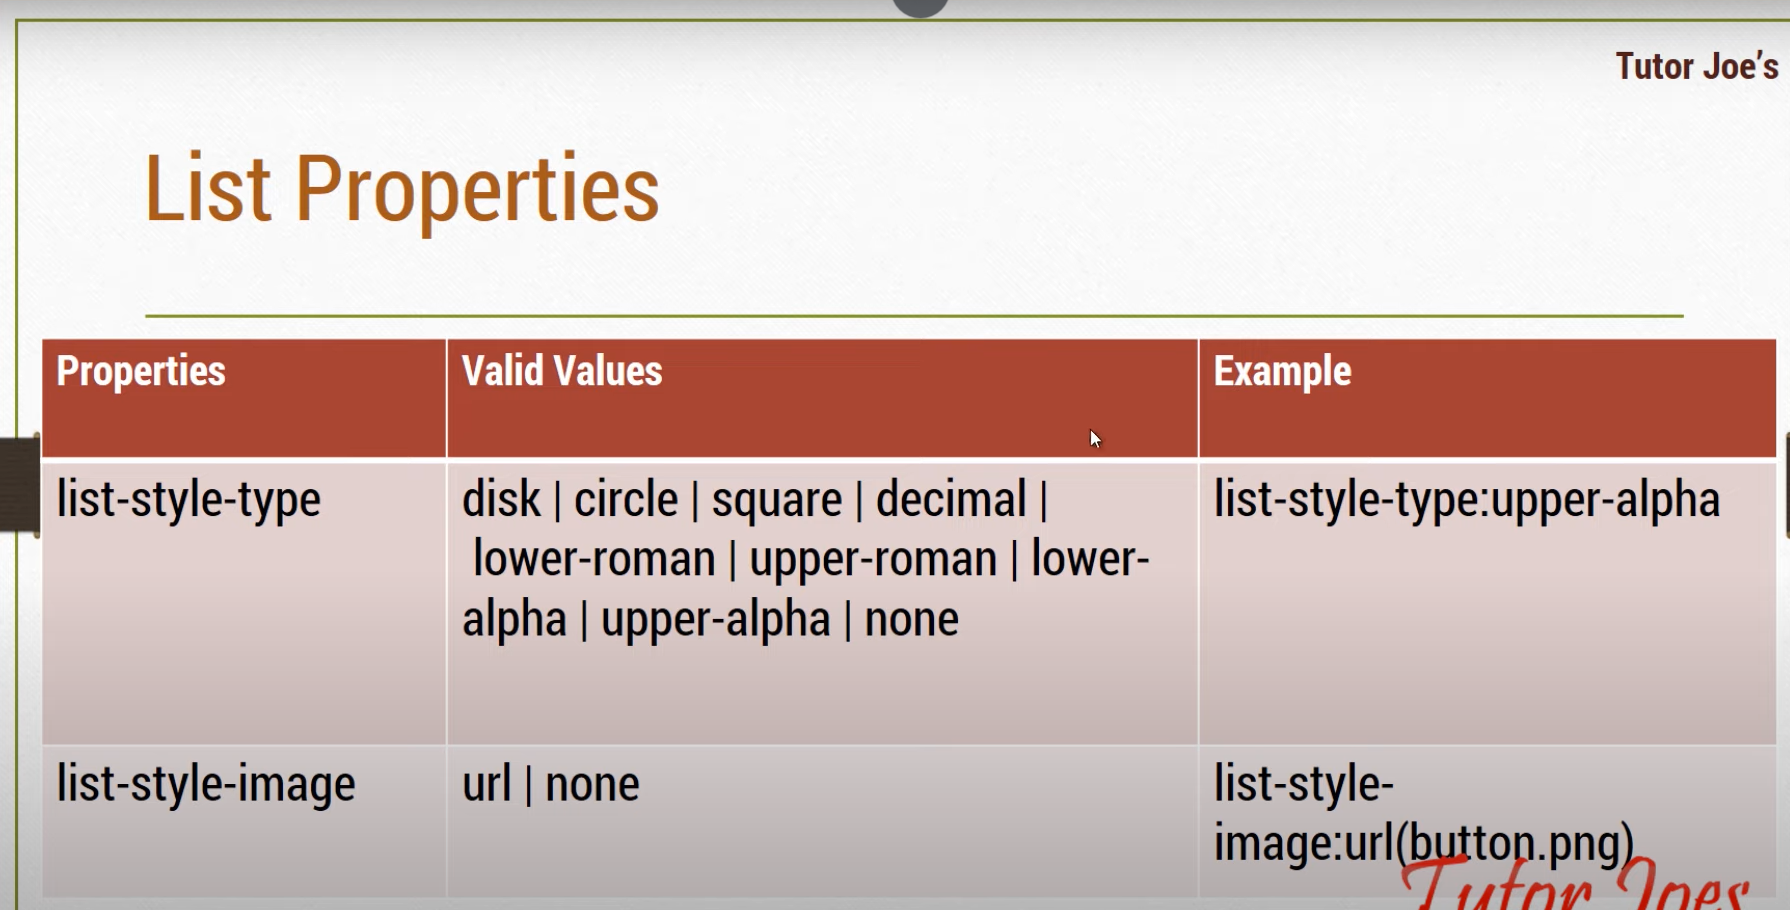 Tutor Joe's
List Properties
Properties
Valid Values
Example
list-style-type
disk | circle | square | decimal |
lower-roman | upper-roman | lower-
alpha | upper-alpha | none
list-style-type:upper-alpha
list-style-image
url | none
list-style-
image:url(button.png)
Tutor Joes